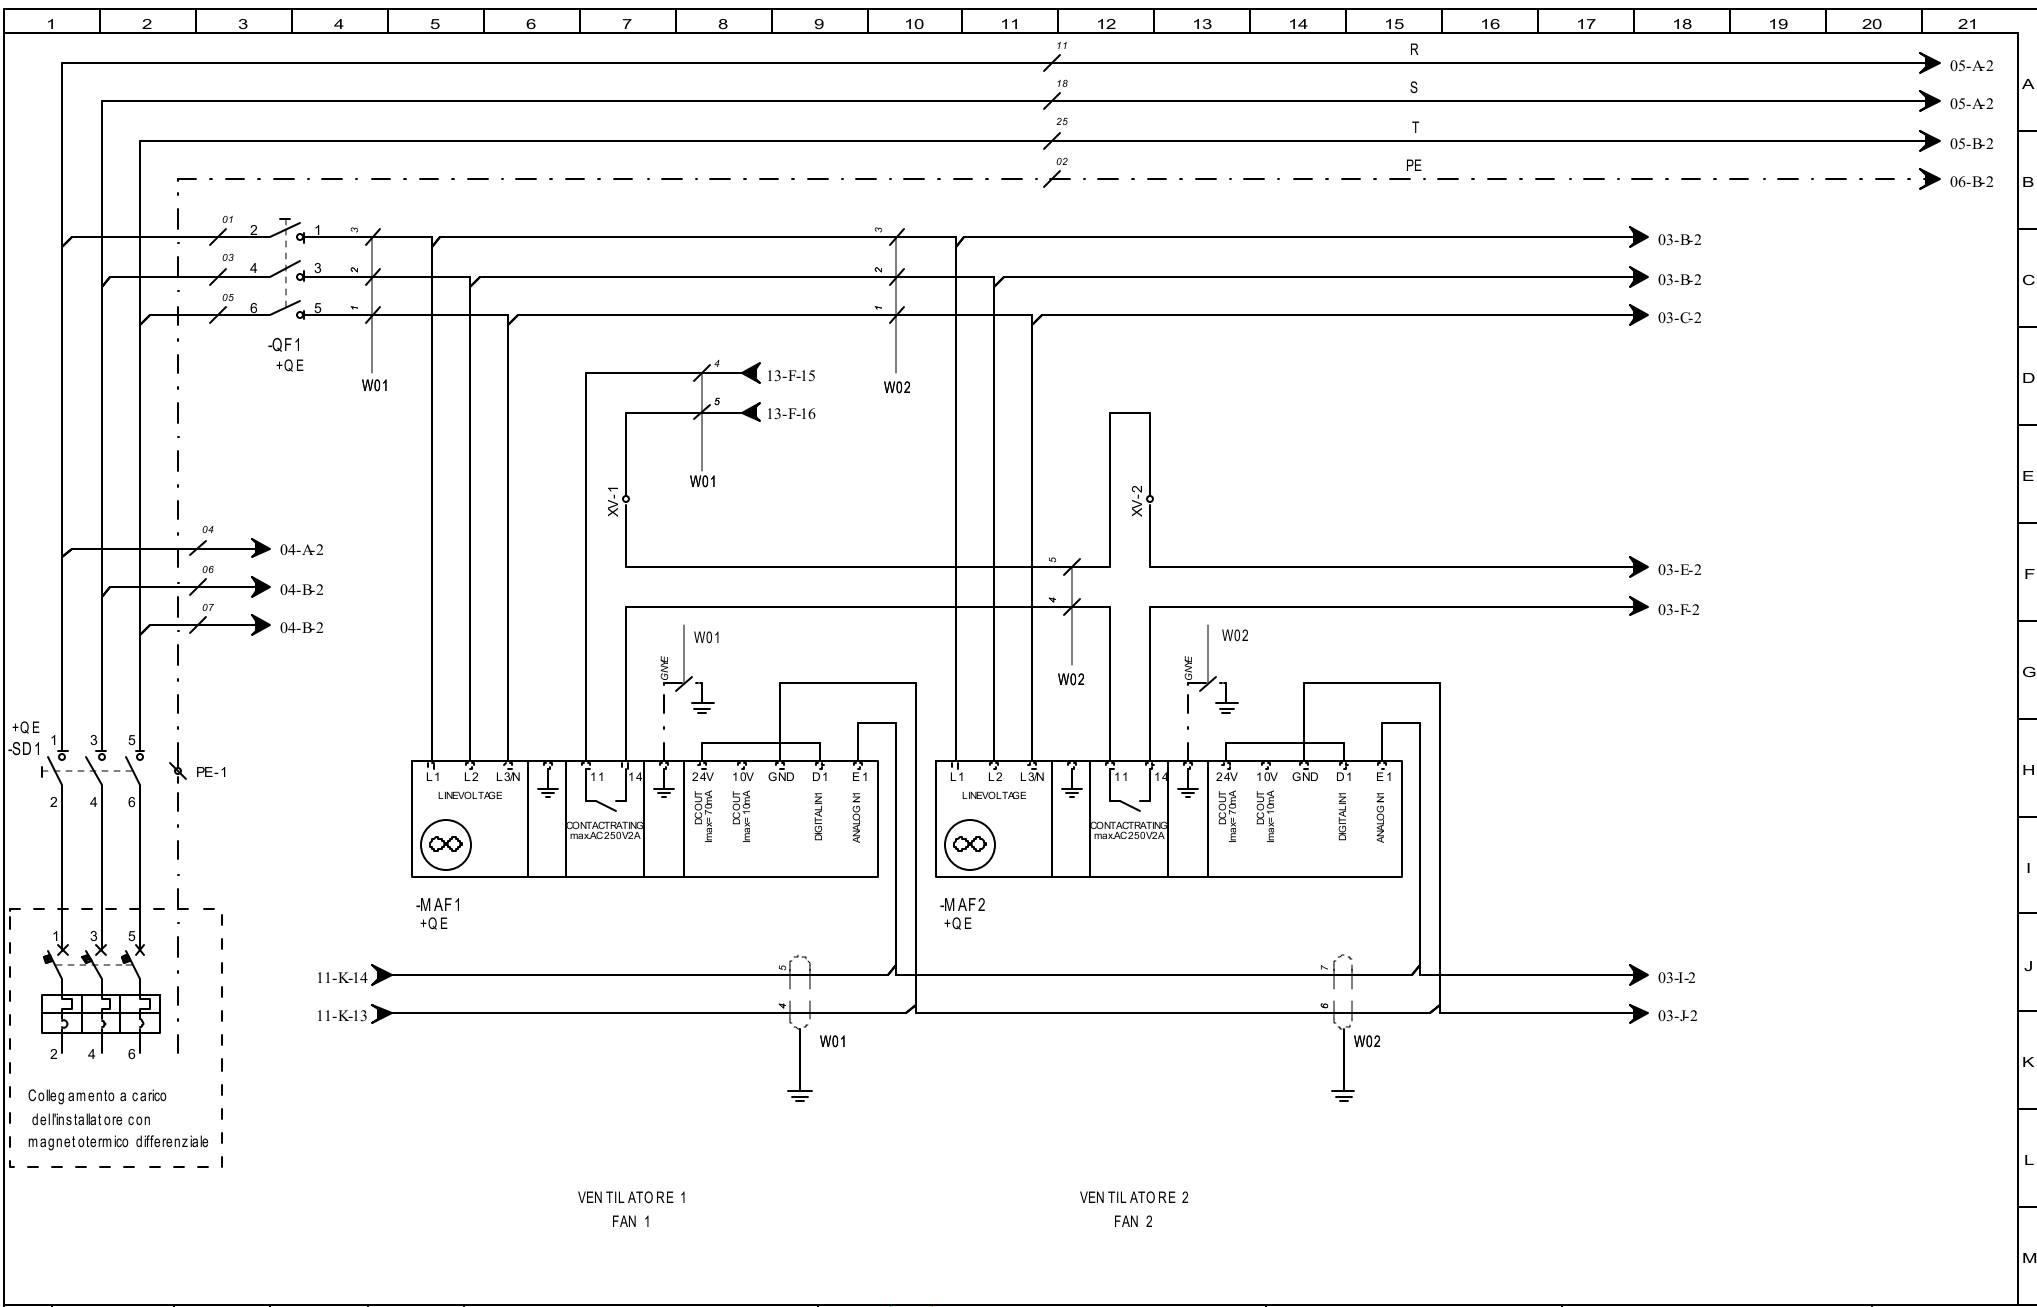 1 2 3 4 5 6 7 8 9 10 11 12 13 14 15 16 17 18 19 20 21
11 R 05-A-2
A
18 S 05-A-2
25 T 05-B-2
02 PE 06-B-2
B
01 2 1 3 3 03-B-2
03 4 3 2 2 03-B-2
C
05 6 5 1 1 03-C-2
-QF1
+QE
W01
W02
4 13-F-15
D
5 13-F-16
W01
E
XV-1
XV-2
04 04-A-2
5 03-E-2
F
06 04-B-2
4 03-F-2
07 04-B-2
W01
W02
GNYE
GNYE
W02
G
+QE
-SD1
1 3 5
PE-1
2 4 6
H
L1 L2 L3/N 11 14 24V 10V GND D1 E1
LINEVOLTAGE
DCOUT
Imax=70mA
DCOUT
Imax=10mA
DIGITALIN1
ANALOGIN1
CONTACTRATING
max.AC250V2A
L1 L2 L3/N 11 14 24V 10V GND D1 E1
LINEVOLTAGE
DCOUT
Imax=70mA
DCOUT
Imax=10mA
DIGITALIN1
ANALOGIN1
CONTACTRATING
max.AC250V2A
I
-MAF1
+QE
-MAF2
+QE
1 3 5
J
11-K-14 5 7 03-I-2
11-K-13 4 6 03-J-2
W01
W02
2 4 6
K
Collegamento a carico
dell'installatore con
magnetotermico differenziale
L
VENTILATORE 1
FAN 1
VENTILATORE 2
FAN 2
M